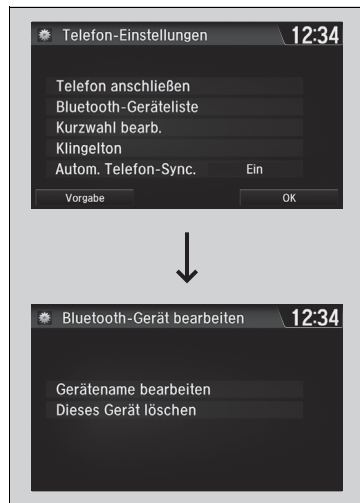 Telefon-Einstellungen 12:34
Telefon anschließen
Bluetooth-Geräteliste
Kurzwahl bearb.
Klingelton
Autom. Telefon-Sync. Ein
Vorgabe OK
Bluetooth-Gerät bearbeiten 12:34
Gerätename bearbeiten
Dieses Gerät löschen